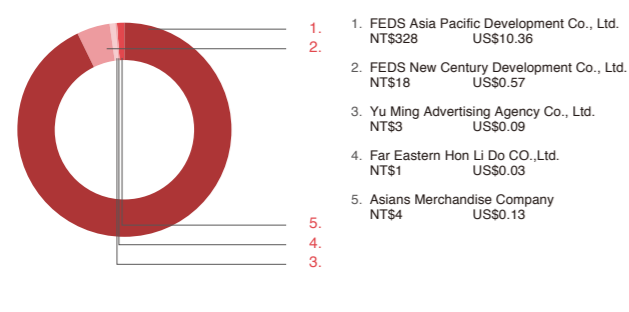 1.
2.
5.
4.
3.
1. FEDS Asia Pacific Development Co., Ltd.
NT$328 US$10.36
2. FEDS New Century Development Co., Ltd.
NT$18 US$0.57
3. Yu Ming Advertising Agency Co., Ltd.
NT$3 US$0.09
4. Far Eastern Hon Li Do CO.,Ltd.
NT$1 US$0.03
5. Asians Merchandise Company
NT$4 US$0.13